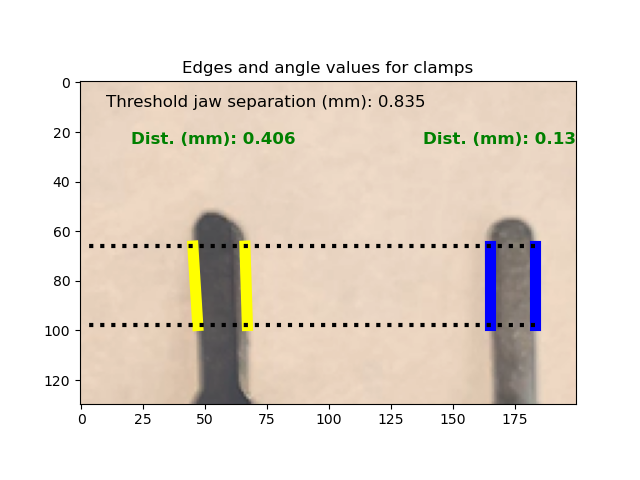 Edges and angle values for clamps
Threshold jaw separation (mm): 0.835
Dist. (mm): 0.406
Dist. (mm): 0.13
0
20
40
60
80
100
120
0 25 50 75 100 125 150 175